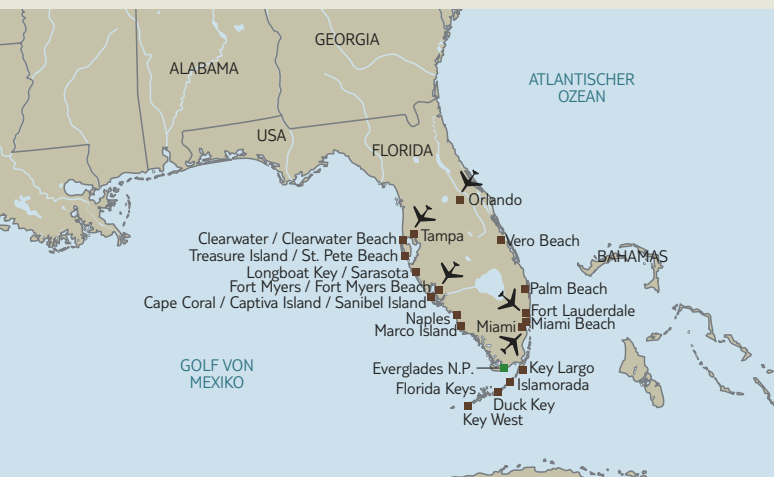 GEORGIA
ALABAMA
ATLANTISCHER
OZEAN
USA
FLORIDA
Orlando
Tampa
Clearwater / Clearwater Beach
Vero Beach
Treasure Island / St. Pete Beach
BAHAMAS
Longboat Key / Sarasota
Fort Myers / Fort Myers Beach
Palm Beach
Cape Coral / Captiva Island / Sanibel Island
Fort Lauderdale
Naples
Miami
Miami Beach
Marco Island
GOLF VON
MEXIKO
Everglades N.P.
Key Largo
Islamorada
Florida Keys
Duck Key
Key West